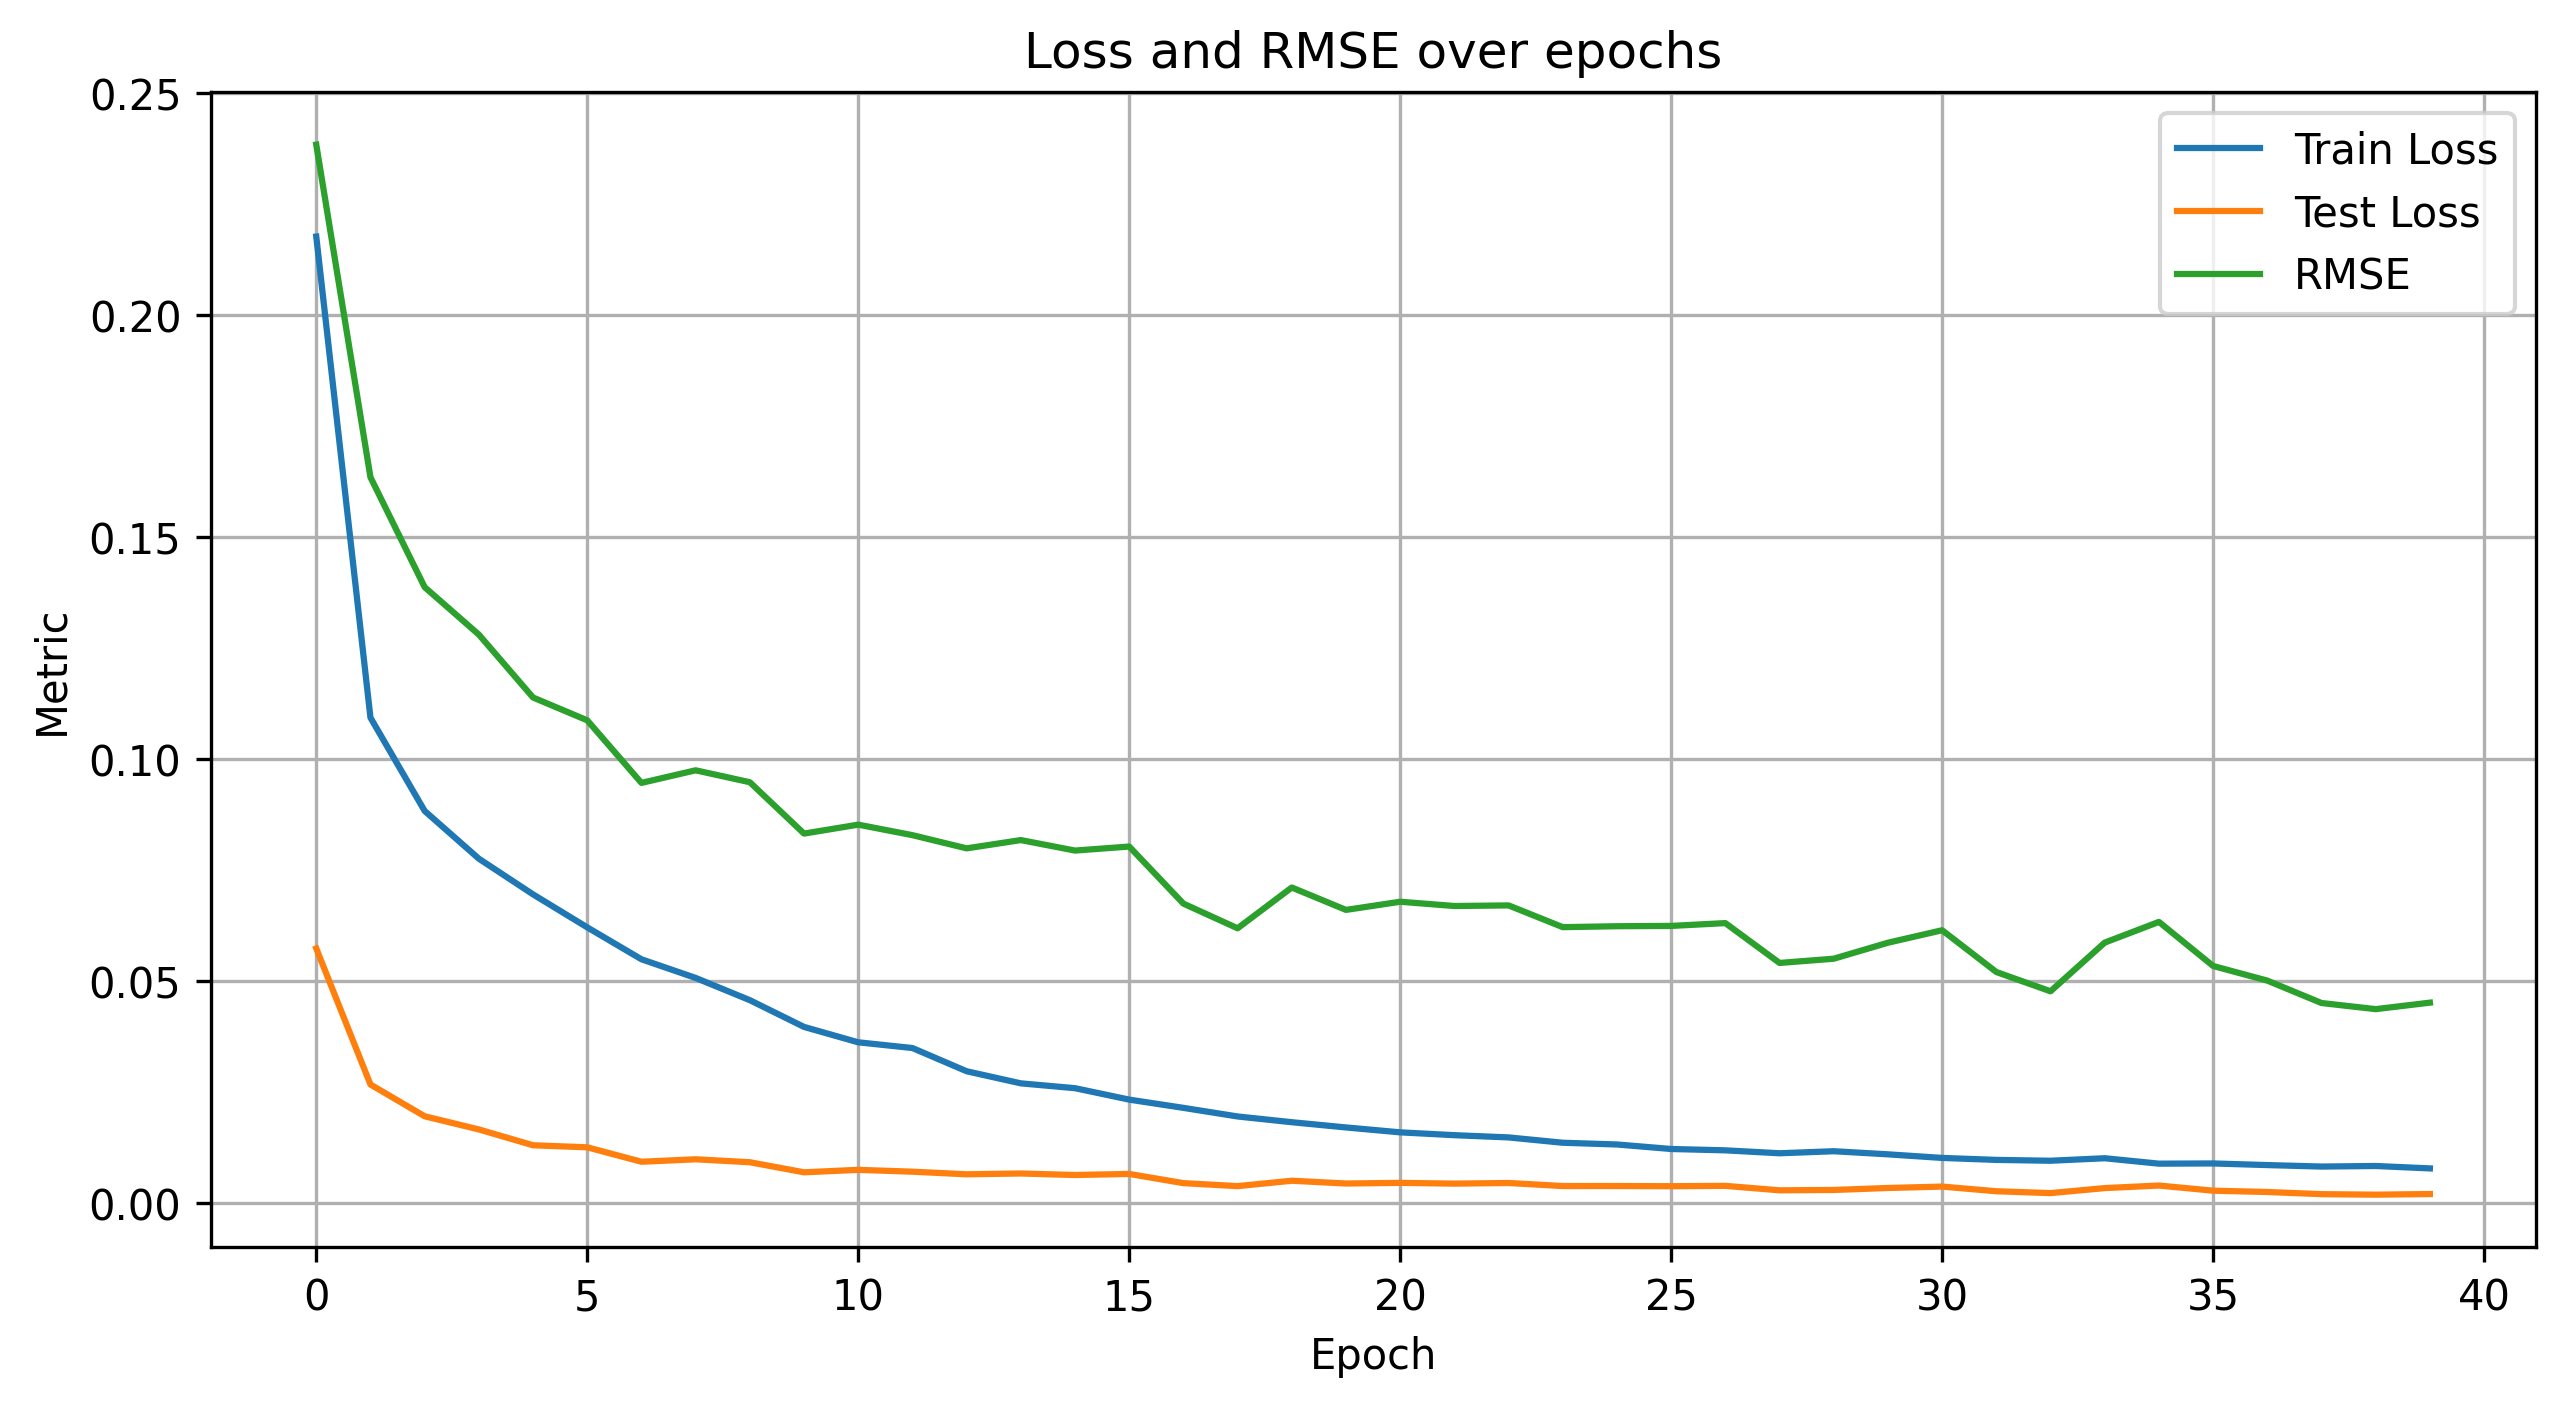 Loss and RMSE over epochs
0.25
0.20
0.15
0.10
0.05
0.00
Metric
Train Loss
Test Loss
RMSE
0 5 10 15 20 25 30 35 40
Epoch